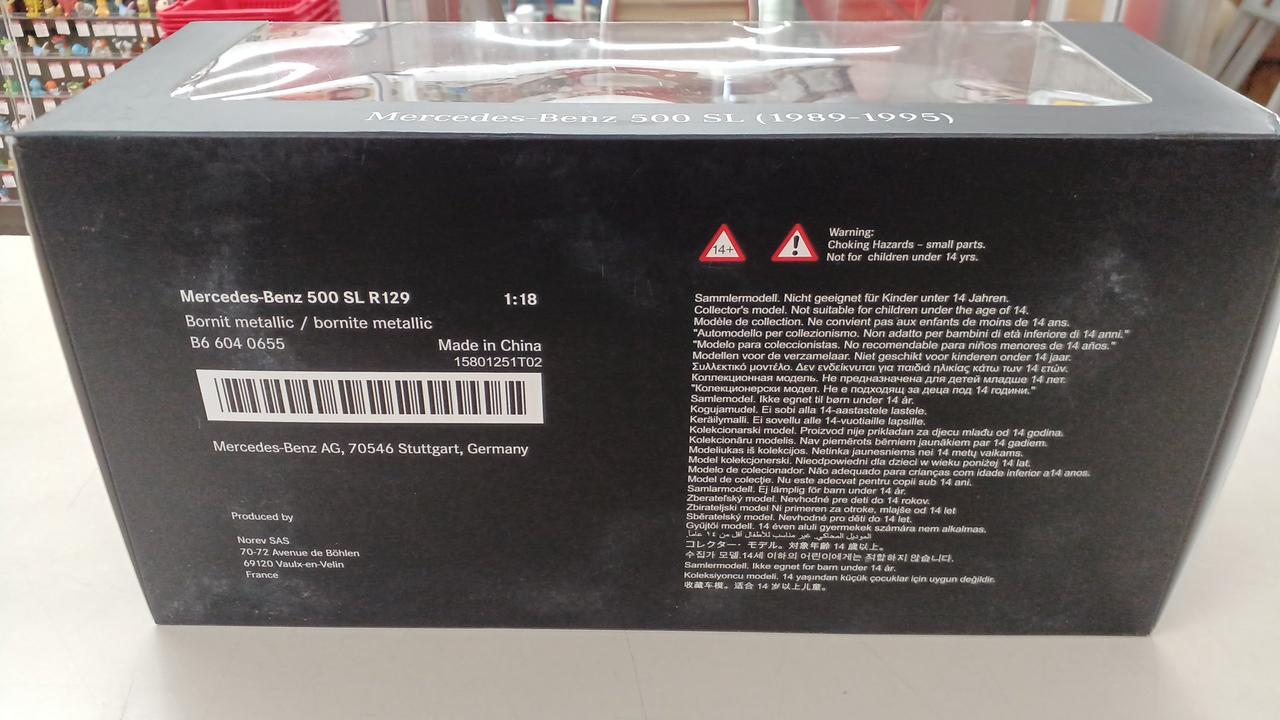 Mercedes-Benz 500 SL (1989-1995)
14+
Warning:
Choking Hazards – small parts.
Not for children under 14 yrs.
Mercedes-Benz 500 SL R129 1:18
Bornit metallic / bornite metallic
B6 604 0655 Made in China
15801251T02
Mercedes-Benz AG, 70546 Stuttgart, Germany
Produced by
Norev SAS
70-72 Avenue de Böhlen
69120 Vaulx-en-Velin
France
Sammlermodell. Nicht geeignet für Kinder unter 14 Jahren.
Collector's model. Not suitable for children under the age of 14.
Modèle de collection. Ne convient pas aux enfants de moins de 14 ans.
"Automodello per collezionismo. Non adatto per bambini di età inferiore di 14 anni."
"Modelo para coleccionistas. No recomendable para niños menores de 14 años."
Modellen voor de verzamelaar. Niet geschikt voor kinderen onder 14 jaar.
Συλλεκτικό μοντέλο. Δεν ενδείκνυται για παιδιά ηλικίας κάτω των 14 ετών.
Коллекционная модель. Не предназначена для детей младше 14 лет.
"Колекционерски модел. Не е подходящ за деца под 14 години."
Samlemodel. Ikke egnet til børn under 14 år.
Kogujamudel. Ei sobi alla 14-aastastele lastele.
Keräilymalli. Ei sovellu alle 14-vuotiaille lapsille.
Kolekcionarski model. Proizvod nije prikladan za djecu mlađu od 14 godina.
Kolekcionāru modelis. Nav piemērots bērniem jaunākiem par 14 gadiem.
Modeliukas iš kolekcijos. Netinka jaunesniems nei 14 metų vaikams.
Model kolekcjonerski. Nieodpowiedni dla dzieci w wieku poniżej 14 lat.
Modelo de colecionador. Não adequado para crianças com idade inferior a14 anos.
Model de colecţie. Nu este adecvat pentru copii sub 14 ani.
Samlarmodell. Ej lämplig för barn under 14 år.
Zberateľský model. Nevhodné pre deti do 14 rokov.
Zbirateljski model Ni primeren za otroke, mlajše od 14 let
Sběratelský model. Nevhodné pro děti do 14 let.
Gyűjtői modell. 14 éven aluli gyermekek számára nem alkalmas.
الموديل المحاكي. غير مناسب للأطفال أقل من ١٤ عاماً.
コレクター・ モデル。対象年齢 14 歳以上。
수집가 모델.14세 이하의 어린이에게는 적합하지 않습니다.
Samlermodell. Ikke egnet for barn under 14 år.
Koleksiyoncu modeli. 14 yaşından küçük çocuklar için uygun değildir.
收藏车模。适合 14 岁以上儿童。